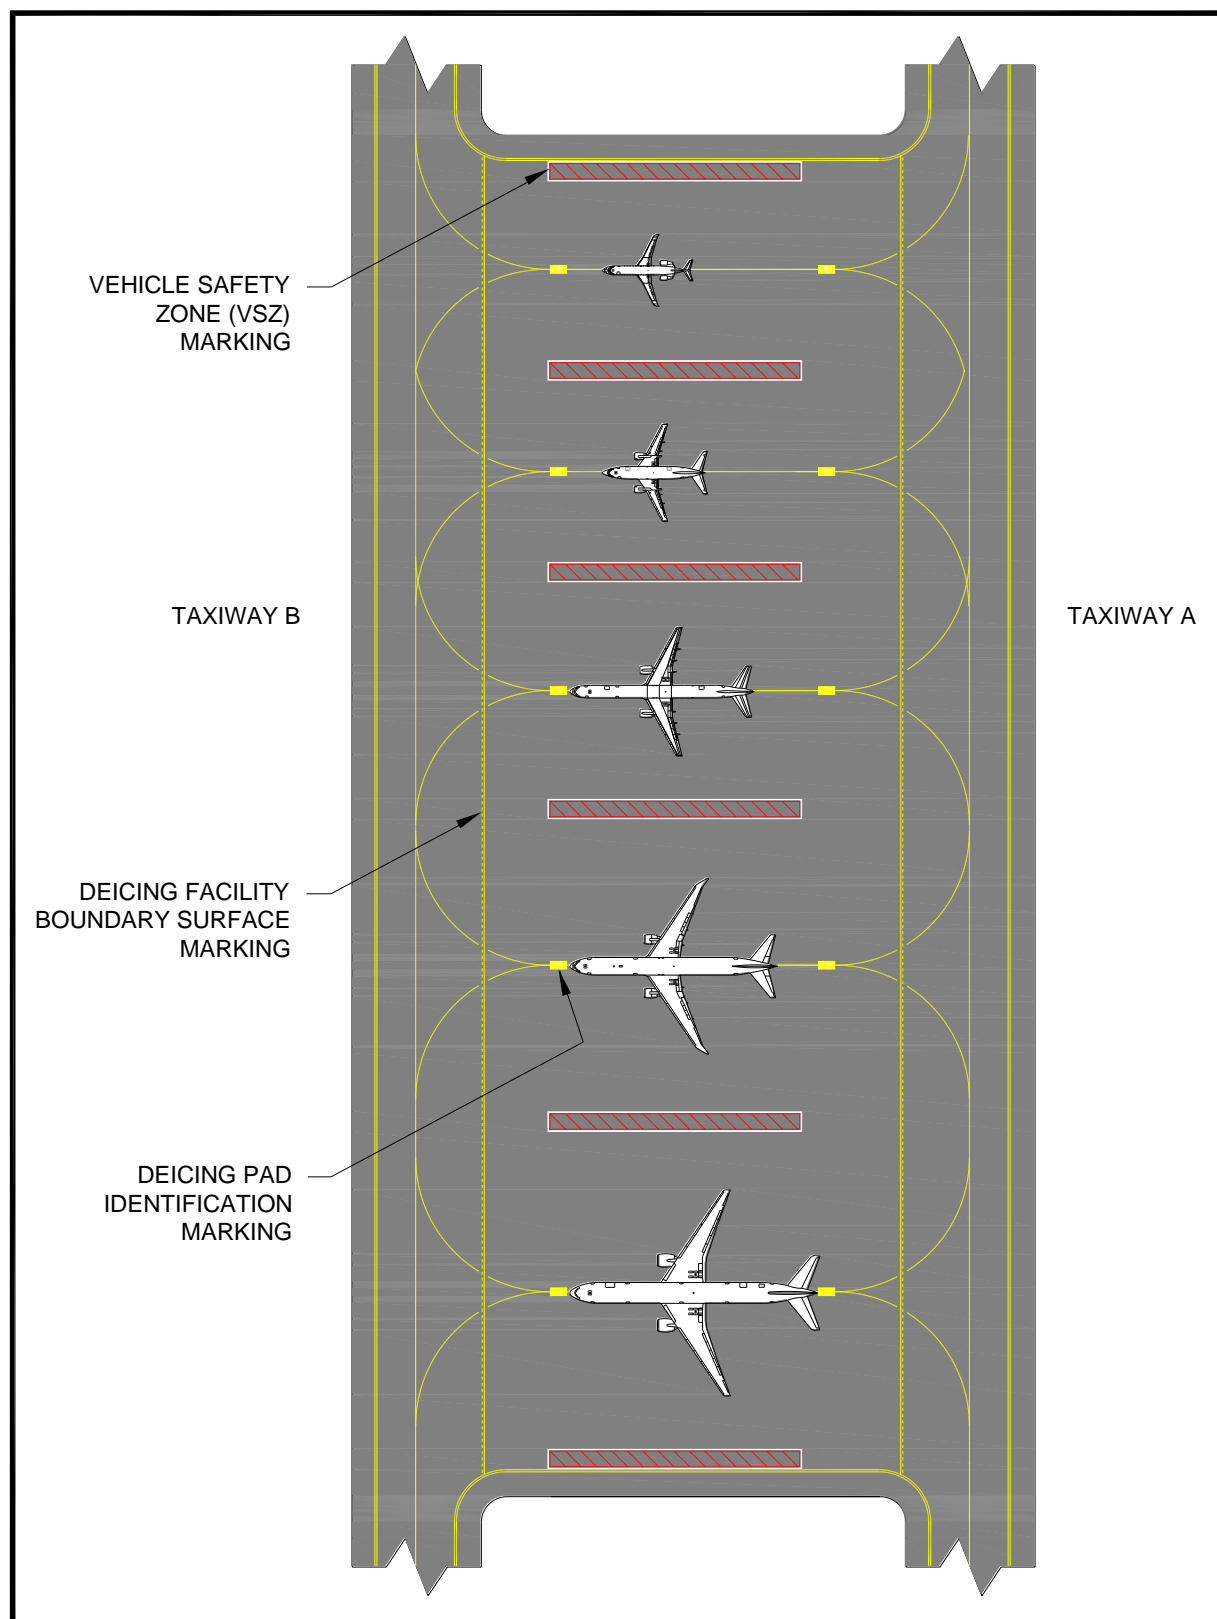 VEHICLE SAFETY
ZONE (VSZ)
MARKING
TAXIWAY B
TAXIWAY A
DEICING FACILITY
BOUNDARY SURFACE
MARKING
DEICING PAD
IDENTIFICATION
MARKING